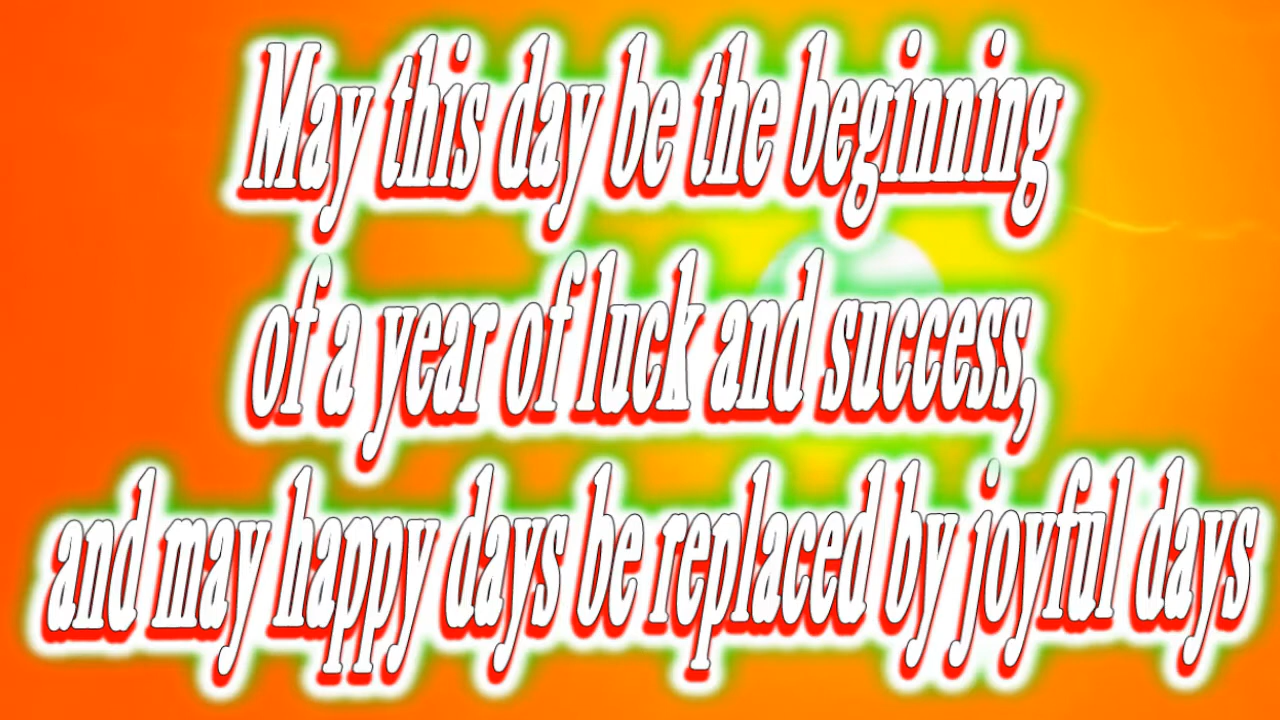 May this day be the beginning
of a year of luck and success,
and may happy days be replaced by joyful days